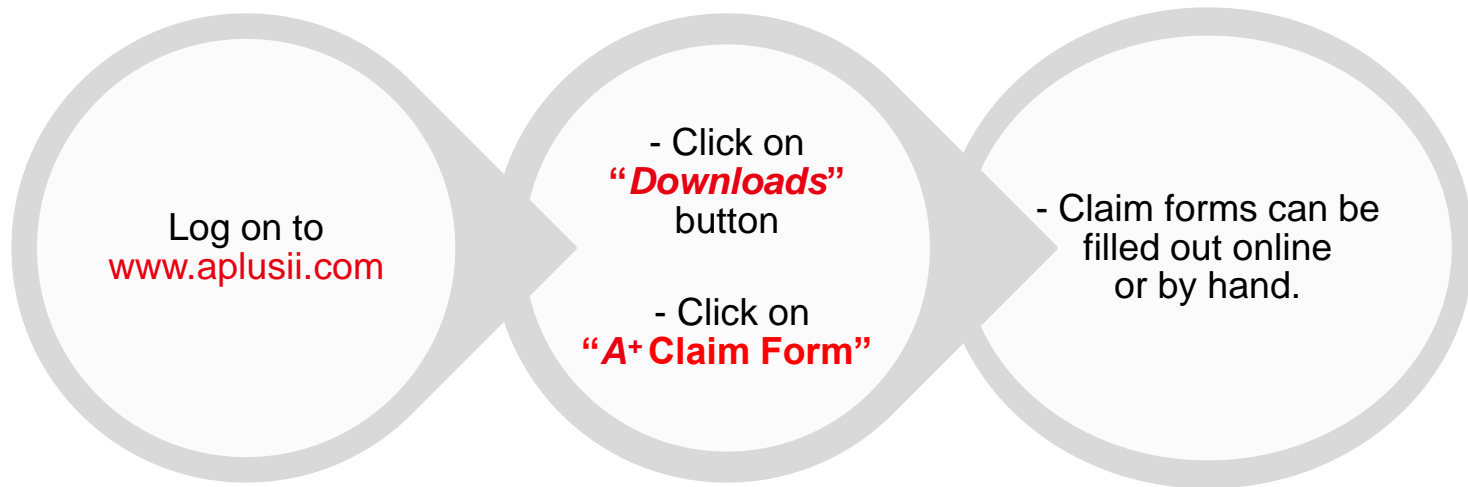 Log on to
www.aplusii.com
- Click on
“Downloads”
button
- Click on
“A+ Claim Form”
- Claim forms can be
filled out online
or by hand.